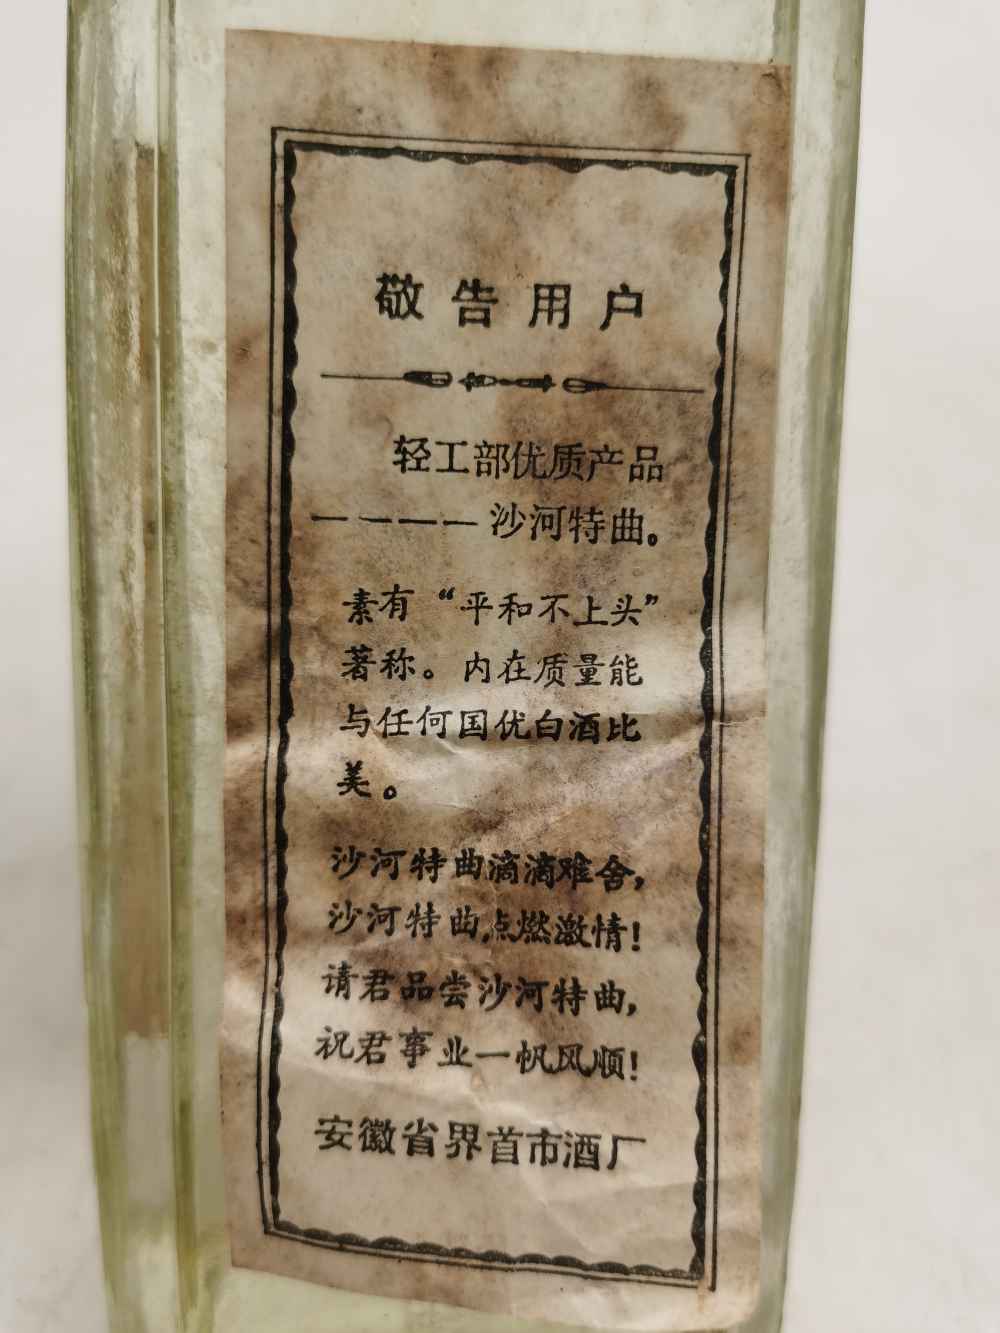 敬告用户
轻工部优质产品
————沙河特曲。
素有“平和不上头”
著称。内在质量能
与任何国优白酒比
美。
沙河特曲滴滴难舍，
沙河特曲，点燃激情！
请君品尝沙河特曲，
祝君事业一帆风顺！
安徽省界首市酒厂